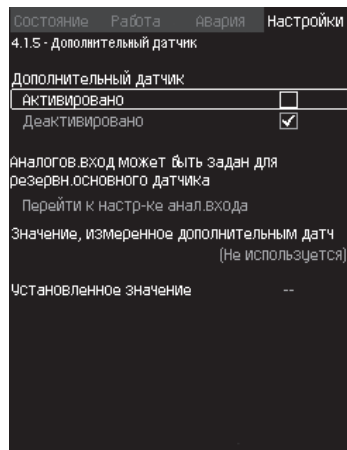 Состояние Работа Авария Настройки
4.1.5 - Дополнительный датчик
Дополнительный датчик
Активировано
Деактивировано
Аналогов.вход может быть задан для
резервн.основного датчика
Перейти к настр-ке анал.входа
Значение, измеренное дополнительным датч
(Не используется)
Установленное значение --